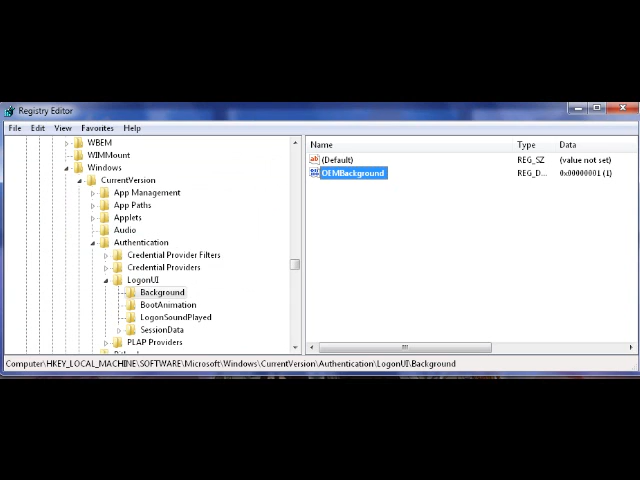 Registry Editor
File Edit View Favorites Help
WBEM
WIMMount
Windows
CurrentVersion
App Management
App Paths
Applets
Audio
Authentication
Credential Provider Filters
Credential Providers
LogonUI
Background
BootAnimation
LogonSoundPlayed
SessionData
PLAP Providers
Name Type Data
(Default) REG_SZ (value not set)
OEMBackground REG_D... 0x00000001 (1)
Computer\HKEY_LOCAL_MACHINE\SOFTWARE\Microsoft\Windows\CurrentVersion\Authentication\LogonUI\Background